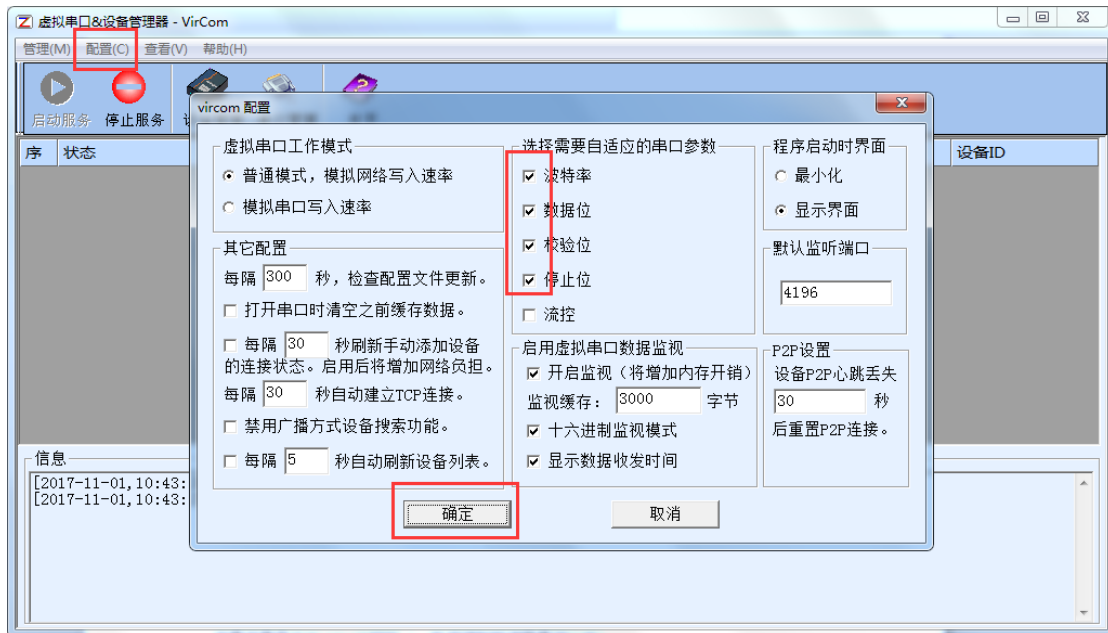 虚拟串口&设备管理器 - VirCom
管理(M) 配置(C) 查看(V) 帮助(H)
启动服务 停止服务
序 状态 设备ID
vircom 配置
虚拟串口工作模式
普通模式，模拟网络写入速率
模拟串口写入速率
其它配置
每隔 300 秒，检查配置文件更新。
打开串口时清空之前缓存数据。
每隔 30 秒刷新手动添加设备
的连接状态。启用后将增加网络负担。
每隔 30 秒自动建立TCP连接。
禁用广播方式设备搜索功能。
每隔 5 秒自动刷新设备列表。
选择需要自适应的串口参数
波特率
数据位
校验位
停止位
流控
启用虚拟串口数据监视
开启监视（将增加内存开销）
监视缓存： 3000 字节
十六进制监视模式
显示数据收发时间
程序启动时界面
最小化
显示界面
默认监听端口
4196
P2P设置
设备P2P心跳丢失
30 秒
后重置P2P连接。
确定 取消
信息
[2017-11-01,10:43:
[2017-11-01,10:43: